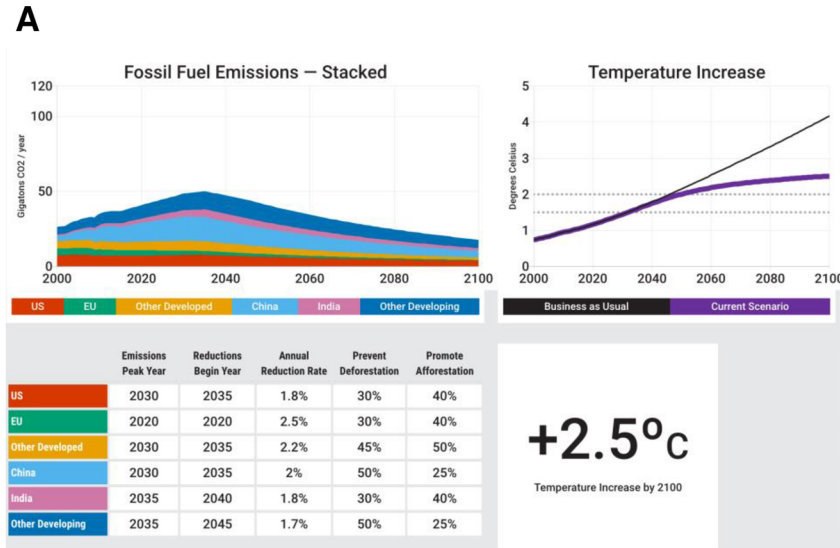 A
Fossil Fuel Emissions — Stacked
Gigatons CO2 / year
120
100
50
0
2000 2020 2040 2060 2080 2100
US EU Other Developed China India Other Developing
Temperature Increase
Degrees Celsius
5
4
3
2
1
0
2000 2020 2040 2060 2080 2100
Business as Usual Current Scenario
Emissions Reductions Annual Prevent Promote
Peak Year Begin Year Reduction Rate Deforestation Afforestation
US 2030 2035 1.8% 30% 40%
EU 2020 2020 2.5% 30% 40%
Other Developed 2030 2035 2.2% 45% 50%
China 2030 2035 2% 50% 25%
India 2035 2040 1.8% 30% 40%
Other Developing 2035 2045 1.7% 50% 25%
+2.5ºC
Temperature Increase by 2100